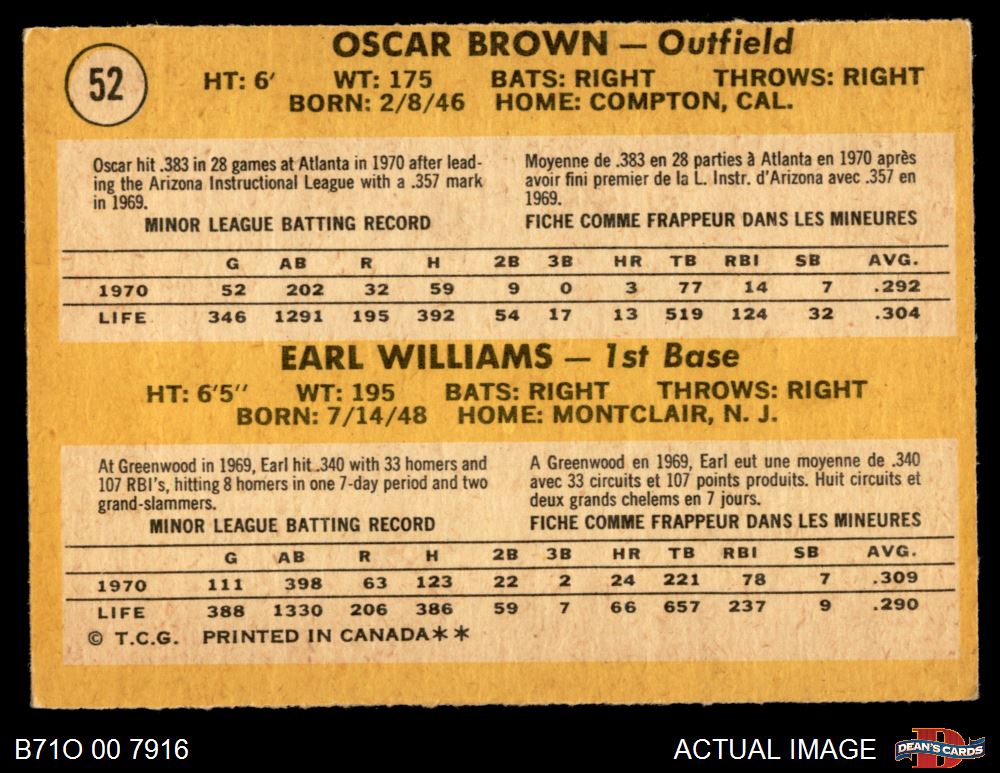 52
OSCAR BROWN — Outfield
HT: 6' WT: 175 BATS: RIGHT THROWS: RIGHT
BORN: 2/8/46 HOME: COMPTON, CAL.
Oscar hit .383 in 28 games at Atlanta in 1970 after lead-
ing the Arizona Instructional League with a .357 mark
in 1969.
MINOR LEAGUE BATTING RECORD
Moyenne de .383 en 28 parties à Atlanta en 1970 après
avoir fini premier de la L. Instr. d'Arizona avec .357 en
1969.
FICHE COMME FRAPPEUR DANS LES MINEURES
G AB R H 2B 3B HR TB RBI SB AVG.
1970 52 202 32 59 9 0 3 77 14 7 .292
LIFE 346 1291 195 392 54 17 13 519 124 32 .304
EARL WILLIAMS — 1st Base
HT: 6'5" WT: 195 BATS: RIGHT THROWS: RIGHT
BORN: 7/14/48 HOME: MONTCLAIR, N. J.
At Greenwood in 1969, Earl hit .340 with 33 homers and
107 RBI's, hitting 8 homers in one 7-day period and two
grand-slammers.
MINOR LEAGUE BATTING RECORD
A Greenwood en 1969, Earl eut une moyenne de .340
avec 33 circuits et 107 points produits. Huit circuits et
deux grands chelems en 7 jours.
FICHE COMME FRAPPEUR DANS LES MINEURES
G AB R H 2B 3B HR TB RBI SB AVG.
1970 111 398 63 123 22 2 24 221 78 7 .309
LIFE 388 1330 206 386 59 7 66 657 237 9 .290
© T.C.G. PRINTED IN CANADA**
B71O 00 7916
ACTUAL IMAGE
D
DEAN'S CARDS